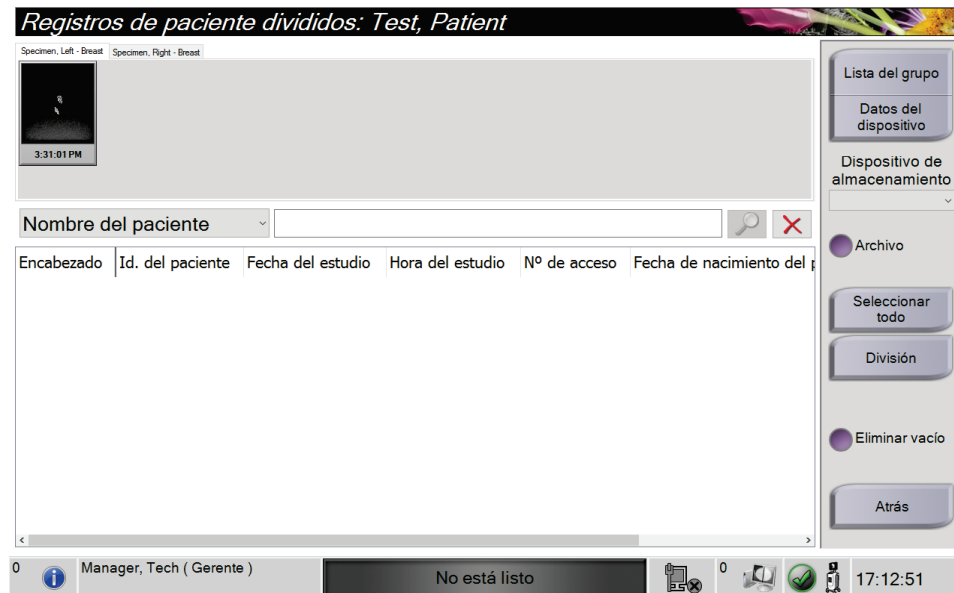 Registros de paciente divididos: Test, Patient
Specimen, Left - Breast
Specimen, Right - Breast
3:31:01 PM
Nombre del paciente
Encabezado
Id. del paciente
Fecha del estudio
Hora del estudio
Nº de acceso
Fecha de nacimiento del p
Lista del grupo
Datos del
dispositivo
Dispositivo de
almacenamiento
Archivo
Seleccionar
todo
División
Eliminar vacío
Atrás
0
Manager, Tech ( Gerente )
No está listo
0
17:12:51